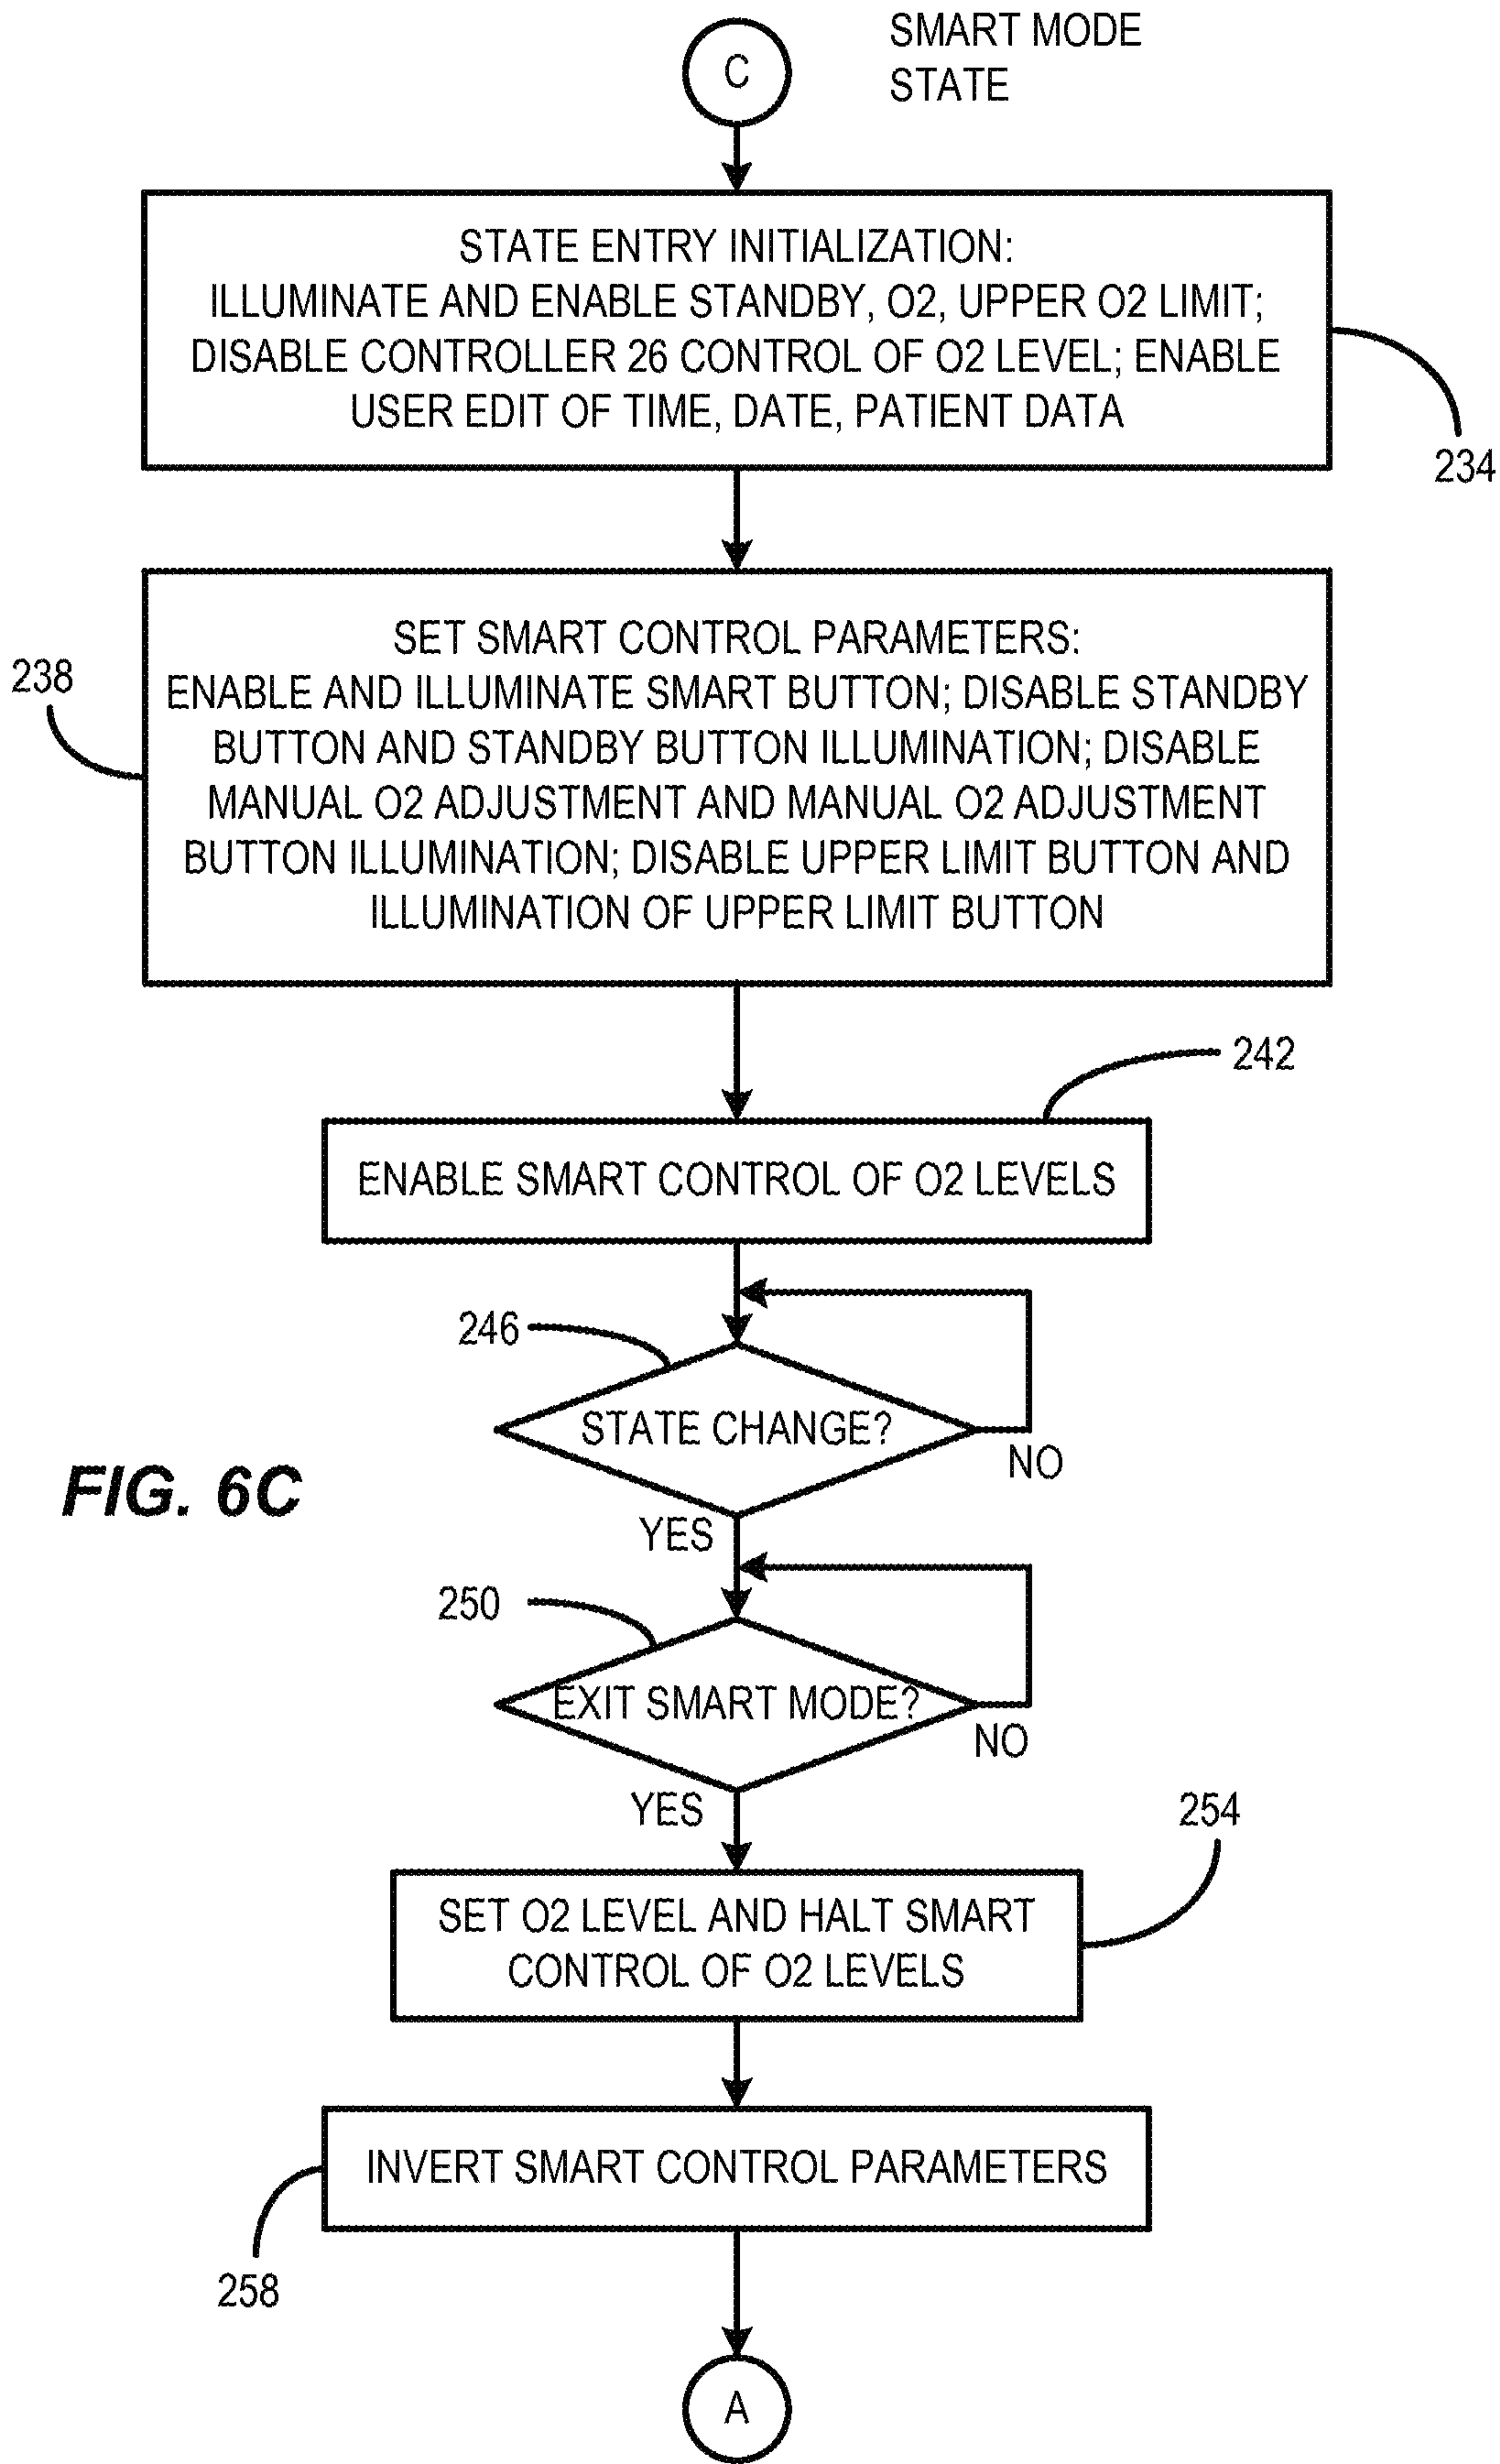 C
SMART MODE
STATE
STATE ENTRY INITIALIZATION:
ILLUMINATE AND ENABLE STANDBY, O2, UPPER O2 LIMIT;
DISABLE CONTROLLER 26 CONTROL OF O2 LEVEL; ENABLE
USER EDIT OF TIME, DATE, PATIENT DATA
234
SET SMART CONTROL PARAMETERS:
238
ENABLE AND ILLUMINATE SMART BUTTON; DISABLE STANDBY
BUTTON AND STANDBY BUTTON ILLUMINATION; DISABLE
MANUAL O2 ADJUSTMENT AND MANUAL O2 ADJUSTMENT
BUTTON ILLUMINATION; DISABLE UPPER LIMIT BUTTON AND
ILLUMINATION OF UPPER LIMIT BUTTON
242
ENABLE SMART CONTROL OF O2 LEVELS
246
STATE CHANGE?
NO
FIG. 6C
YES
250
EXIT SMART MODE?
NO
YES
254
SET O2 LEVEL AND HALT SMART
CONTROL OF O2 LEVELS
INVERT SMART CONTROL PARAMETERS
258
A